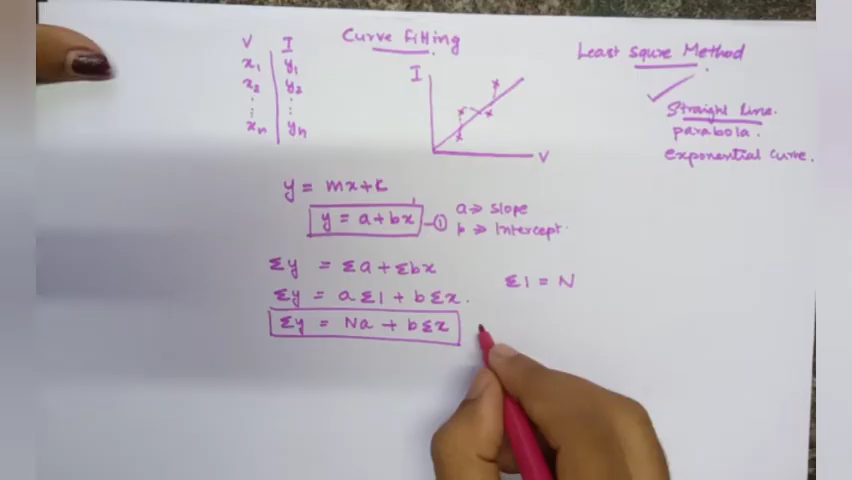 Curve fitting
Least squre Method
V I
x1 y1
x2 y2
⋮ ⋮
xn yn
I
V
Straight Line.
parabola.
exponential Curve.
y = mx+c
y = a+bx —①
a ⇒ Slope
b ⇒ Intercept.
Σy = Σa+Σbx
Σy = aΣ1 + bΣx.
Σ1 = N
Σy = Na + bΣx